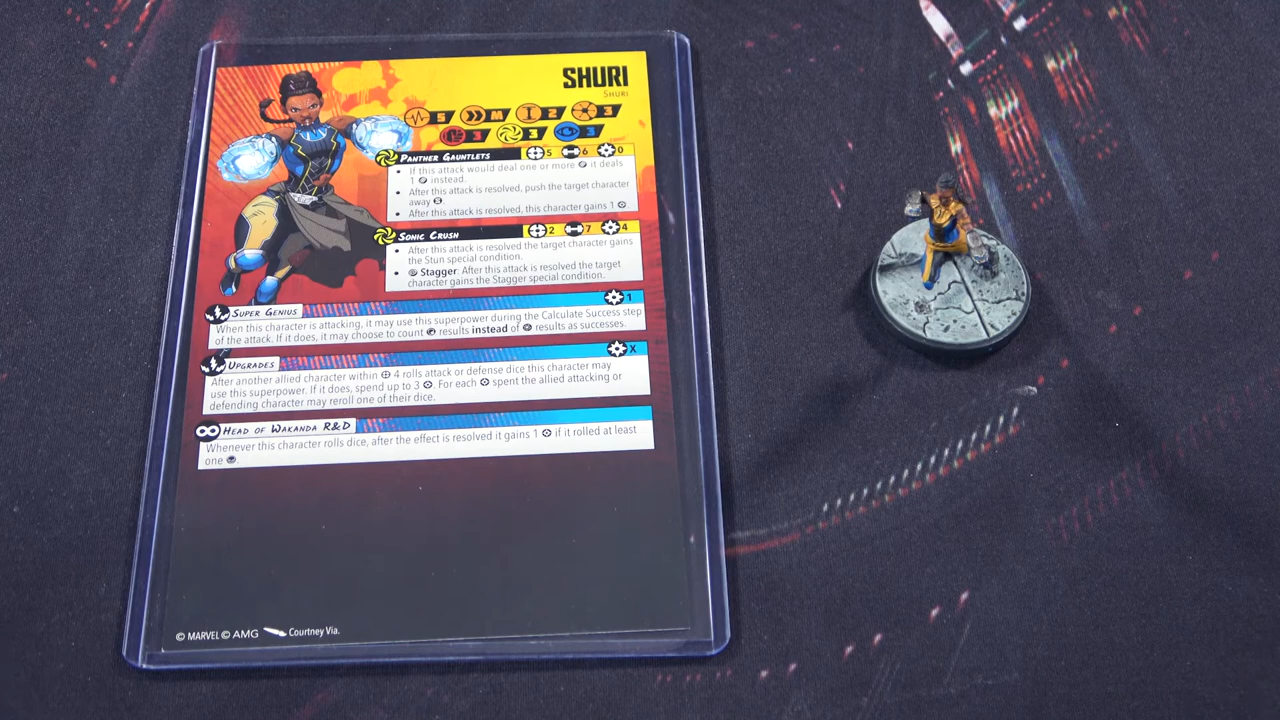 SHURI
SHURI
5 M 2 3
3 3 3
PANTHER GAUNTLETS 5 6 0
• If this attack would deal one or more it deals
1 instead.
• After this attack is resolved, push the target character
away S.
• After this attack is resolved, this character gains 1
SONIC CRUSH 2 7 4
• After this attack is resolved the target character gains
the Stun special condition.
• Stagger: After this attack is resolved the target
character gains the Stagger special condition.
SUPER GENIUS 1
When this character is attacking, it may use this superpower during the Calculate Success step
of the attack. If it does, it may choose to count results instead of results as successes.
UPGRADES X
After another allied character within 4 rolls attack or defense dice this character may
use this superpower. If it does, spend up to 3 . For each spent the allied attacking or
defending character may reroll one of their dice.
HEAD OF WAKANDA R&D
Whenever this character rolls dice, after the effect is resolved it gains 1 if it rolled at least
one .
© MARVEL © AMG Courtney Via.